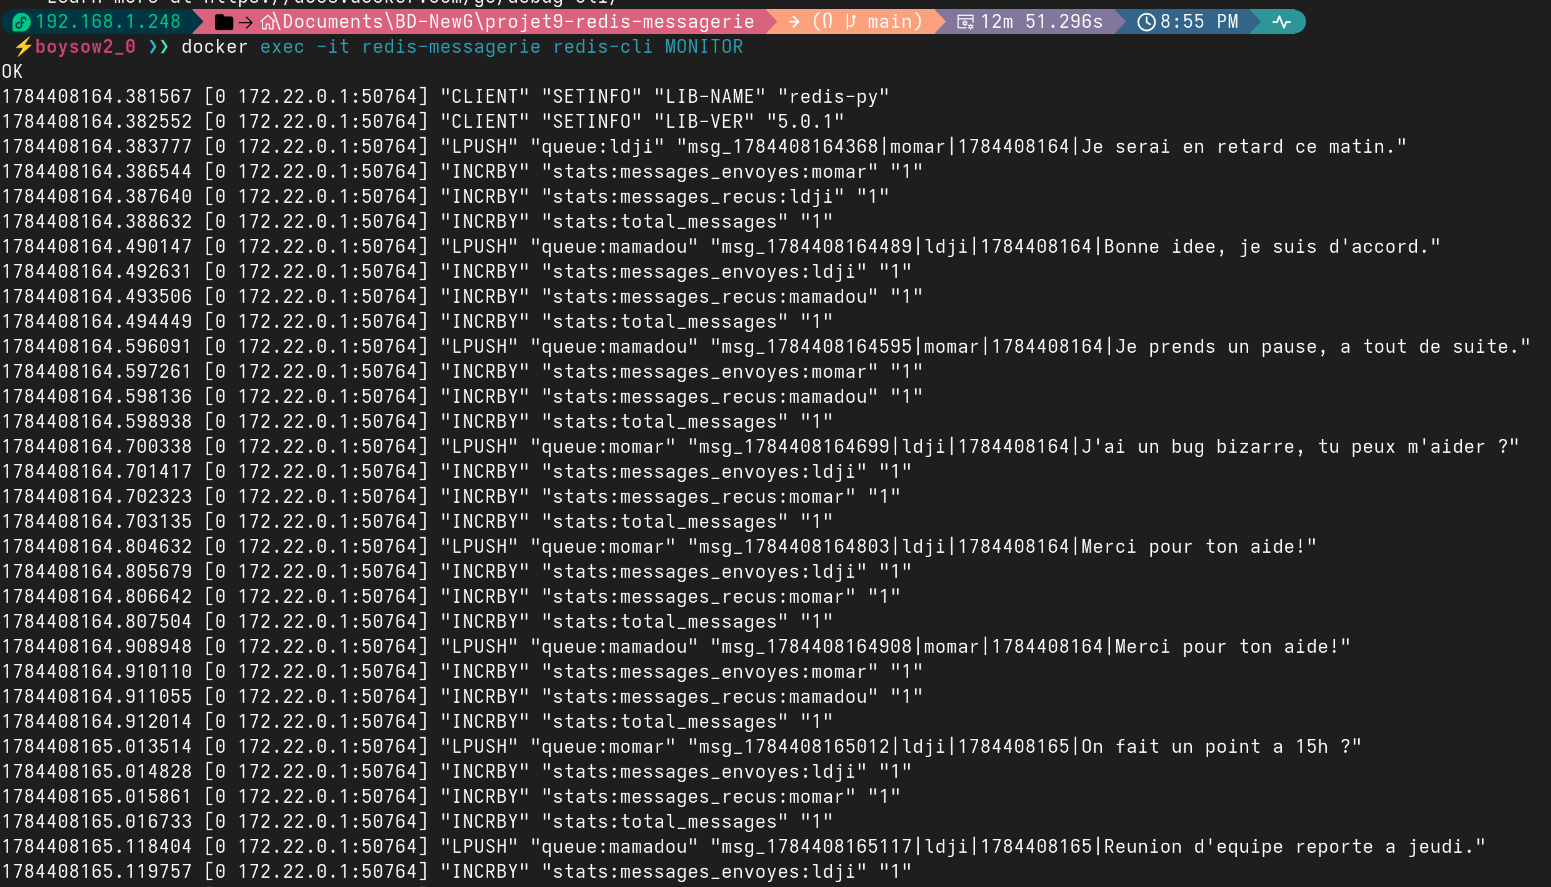 192.168.1.248 → \Documents\BD-NewG\projet9-redis-messagerie → ( main) 12m 51.296s 8:55 PM
⚡boysow2_0 ❯❯ docker exec -it redis-messagerie redis-cli MONITOR
OK
1784408164.381567 [0 172.22.0.1:50764] "CLIENT" "SETINFO" "LIB-NAME" "redis-py"
1784408164.382552 [0 172.22.0.1:50764] "CLIENT" "SETINFO" "LIB-VER" "5.0.1"
1784408164.383777 [0 172.22.0.1:50764] "LPUSH" "queue:ldji" "msg_1784408164368|momar|1784408164|Je serai en retard ce matin."
1784408164.386544 [0 172.22.0.1:50764] "INCRBY" "stats:messages_envoyes:momar" "1"
1784408164.387640 [0 172.22.0.1:50764] "INCRBY" "stats:messages_recus:ldji" "1"
1784408164.388632 [0 172.22.0.1:50764] "INCRBY" "stats:total_messages" "1"
1784408164.490147 [0 172.22.0.1:50764] "LPUSH" "queue:mamadou" "msg_1784408164489|ldji|1784408164|Bonne idee, je suis d'accord."
1784408164.492631 [0 172.22.0.1:50764] "INCRBY" "stats:messages_envoyes:ldji" "1"
1784408164.493506 [0 172.22.0.1:50764] "INCRBY" "stats:messages_recus:mamadou" "1"
1784408164.494449 [0 172.22.0.1:50764] "INCRBY" "stats:total_messages" "1"
1784408164.596091 [0 172.22.0.1:50764] "LPUSH" "queue:mamadou" "msg_1784408164595|momar|1784408164|Je prends un pause, a tout de suite."
1784408164.597261 [0 172.22.0.1:50764] "INCRBY" "stats:messages_envoyes:momar" "1"
1784408164.598136 [0 172.22.0.1:50764] "INCRBY" "stats:messages_recus:mamadou" "1"
1784408164.598938 [0 172.22.0.1:50764] "INCRBY" "stats:total_messages" "1"
1784408164.700338 [0 172.22.0.1:50764] "LPUSH" "queue:momar" "msg_1784408164699|ldji|1784408164|J'ai un bug bizarre, tu peux m'aider ?"
1784408164.701417 [0 172.22.0.1:50764] "INCRBY" "stats:messages_envoyes:ldji" "1"
1784408164.702323 [0 172.22.0.1:50764] "INCRBY" "stats:messages_recus:momar" "1"
1784408164.703135 [0 172.22.0.1:50764] "INCRBY" "stats:total_messages" "1"
1784408164.804632 [0 172.22.0.1:50764] "LPUSH" "queue:momar" "msg_1784408164803|ldji|1784408164|Merci pour ton aide!"
1784408164.805679 [0 172.22.0.1:50764] "INCRBY" "stats:messages_envoyes:ldji" "1"
1784408164.806642 [0 172.22.0.1:50764] "INCRBY" "stats:messages_recus:momar" "1"
1784408164.807504 [0 172.22.0.1:50764] "INCRBY" "stats:total_messages" "1"
1784408164.908948 [0 172.22.0.1:50764] "LPUSH" "queue:mamadou" "msg_1784408164908|momar|1784408164|Merci pour ton aide!"
1784408164.910110 [0 172.22.0.1:50764] "INCRBY" "stats:messages_envoyes:momar" "1"
1784408164.911055 [0 172.22.0.1:50764] "INCRBY" "stats:messages_recus:mamadou" "1"
1784408164.912014 [0 172.22.0.1:50764] "INCRBY" "stats:total_messages" "1"
1784408165.013514 [0 172.22.0.1:50764] "LPUSH" "queue:momar" "msg_1784408165012|ldji|1784408165|On fait un point a 15h ?"
1784408165.014828 [0 172.22.0.1:50764] "INCRBY" "stats:messages_envoyes:ldji" "1"
1784408165.015861 [0 172.22.0.1:50764] "INCRBY" "stats:messages_recus:momar" "1"
1784408165.016733 [0 172.22.0.1:50764] "INCRBY" "stats:total_messages" "1"
1784408165.118404 [0 172.22.0.1:50764] "LPUSH" "queue:mamadou" "msg_1784408165117|ldji|1784408165|Reunion d'equipe reporte a jeudi."
1784408165.119757 [0 172.22.0.1:50764] "INCRBY" "stats:messages_envoyes:ldji" "1"